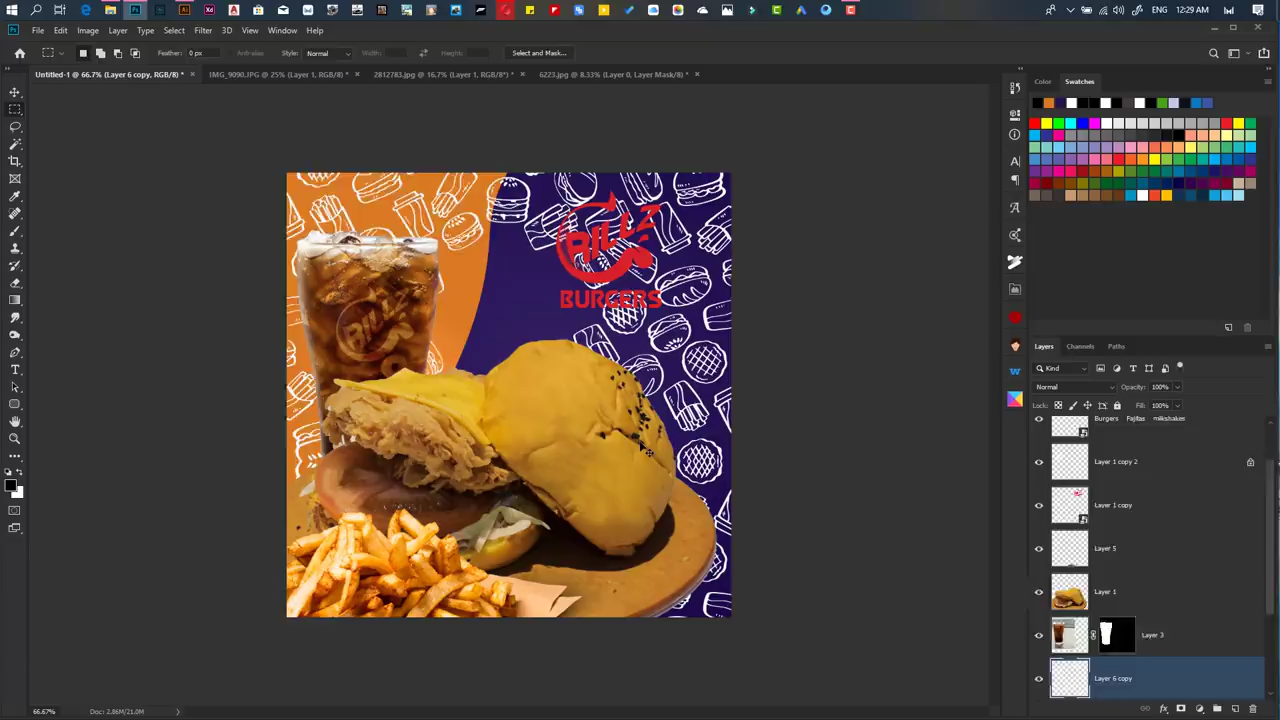 12:29 AM
File Edit Image Layer Type Select Filter 3D View Window Help
Feather: 0 px Anti-alias Style: Normal Width: Height: Select and Mask...
Untitled-1 @ 66.7% (Layer 6 copy, RGB/8) * × IMG_9090.JPG @ 25% (Layer 1, RGB/8) * × 2812783.jpg @ 16.7% (Layer 1, RGB/8*) * × 6223.jpg @ 8.33% (Layer 0, Layer Mask/8) * ×
Color Swatches
BILLZ
BURGERS
BILLZ
Layers Channels Paths
Kind
Normal Opacity: 100%
Lock: Fill: 100%
Burgers Fajitas milkshakes
Layer 1 copy 2
Layer 1 copy
Layer 5
Layer 1
Layer 3
Layer 6 copy
66.67% Doc: 2.86M/21.0M